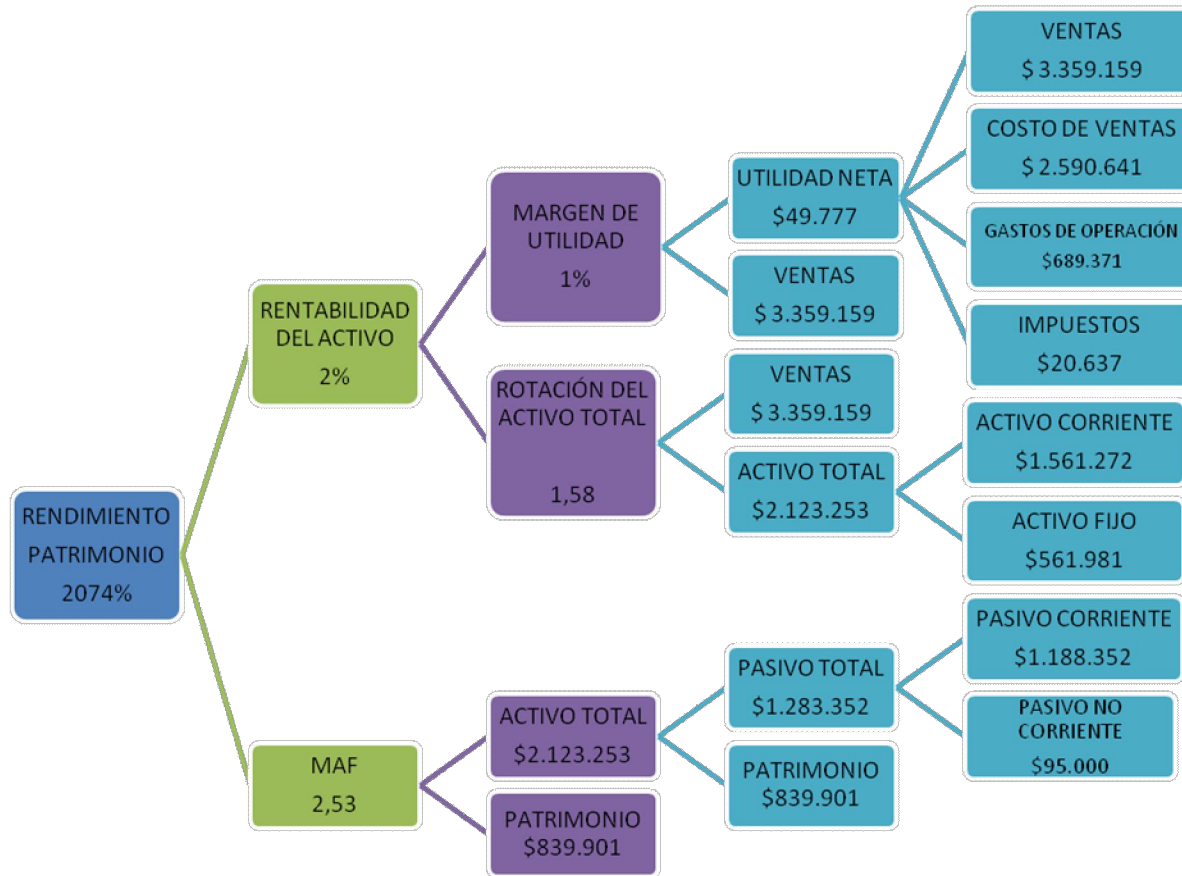 RENDIMIENTO
PATRIMONIO
2074%
RENTABILIDAD
DEL ACTIVO
2%
MAF
2,53
MARGEN DE
UTILIDAD
1%
ROTACIÓN DEL
ACTIVO TOTAL
1,58
ACTIVO TOTAL
$2.123.253
PATRIMONIO
$839.901
UTILIDAD NETA
$49.777
VENTAS
$ 3.359.159
VENTAS
$ 3.359.159
ACTIVO TOTAL
$2.123.253
PASIVO TOTAL
$1.283.352
PATRIMONIO
$839.901
VENTAS
$ 3.359.159
COSTO DE VENTAS
$ 2.590.641
GASTOS DE OPERACIÓN
$689.371
IMPUESTOS
$20.637
ACTIVO CORRIENTE
$1.561.272
ACTIVO FIJO
$561.981
PASIVO CORRIENTE
$1.188.352
PASIVO NO
CORRIENTE
$95.000